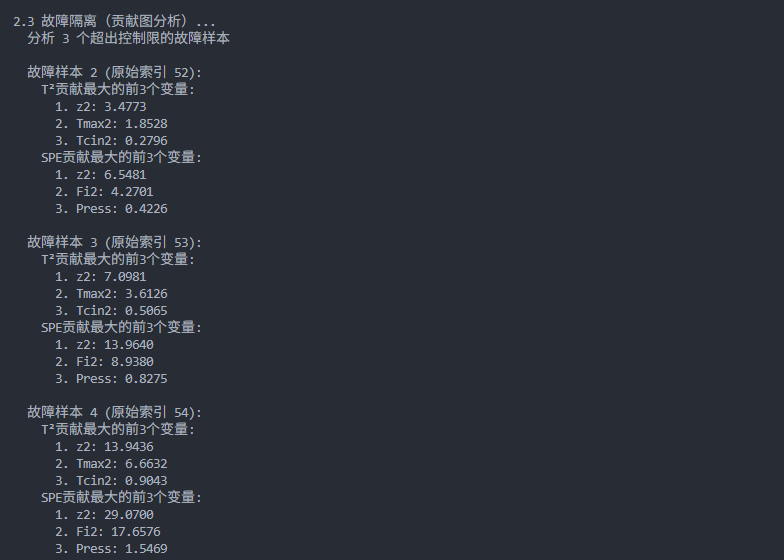 2.3 故障隔离（贡献图分析）...
分析 3 个超出控制限的故障样本
故障样本 2 (原始索引 52):
T²贡献最大的前3个变量:
1. z2: 3.4773
2. Tmax2: 1.8528
3. Tcin2: 0.2796
SPE贡献最大的前3个变量:
1. z2: 6.5481
2. Fi2: 4.2701
3. Press: 0.4226
故障样本 3 (原始索引 53):
T²贡献最大的前3个变量:
1. z2: 7.0981
2. Tmax2: 3.6126
3. Tcin2: 0.5065
SPE贡献最大的前3个变量:
1. z2: 13.9640
2. Fi2: 8.9380
3. Press: 0.8275
故障样本 4 (原始索引 54):
T²贡献最大的前3个变量:
1. z2: 13.9436
2. Tmax2: 6.6632
3. Tcin2: 0.9043
SPE贡献最大的前3个变量:
1. z2: 29.0700
2. Fi2: 17.6576
3. Press: 1.5469